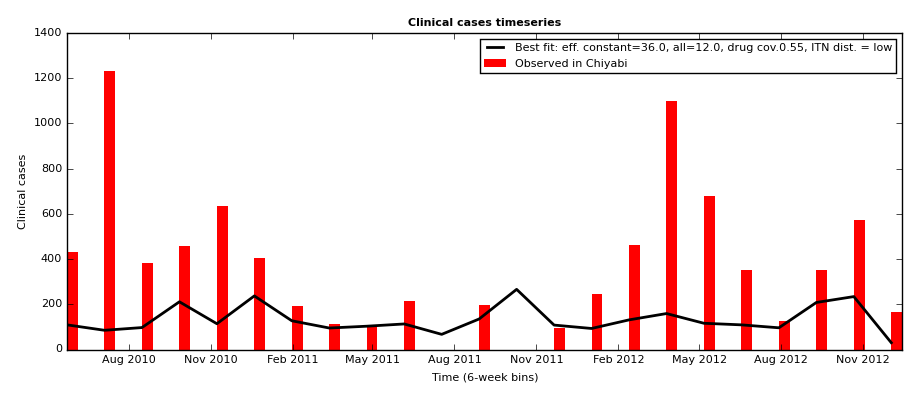 Clinical cases timeseries
Best fit: eff. constant=36.0, all=12.0, drug cov.0.55, ITN dist. = low
Observed in Chiyabi
Clinical cases
1400
1200
1000
800
600
400
200
0
Aug 2010 Nov 2010 Feb 2011 May 2011 Aug 2011 Nov 2011 Feb 2012 May 2012 Aug 2012 Nov 2012
Time (6-week bins)